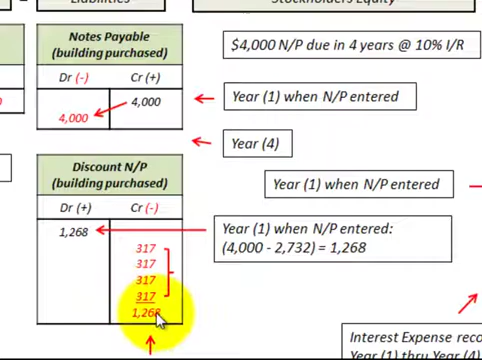 Liabilities
Stockholders Equity
Notes Payable
(building purchased)
Dr (-)
Cr (+)
4,000
4,000
$4,000 N/P due in 4 years @ 10% I/R
Year (1) when N/P entered
Year (4)
Discount N/P
(building purchased)
Dr (+)
Cr (-)
1,268
317
317
317
317
1,268
Year (1) when N/P entered
Year (1) when N/P entered:
(4,000 - 2,732) = 1,268
Interest Expense reco
Year (1) thru Year (4)